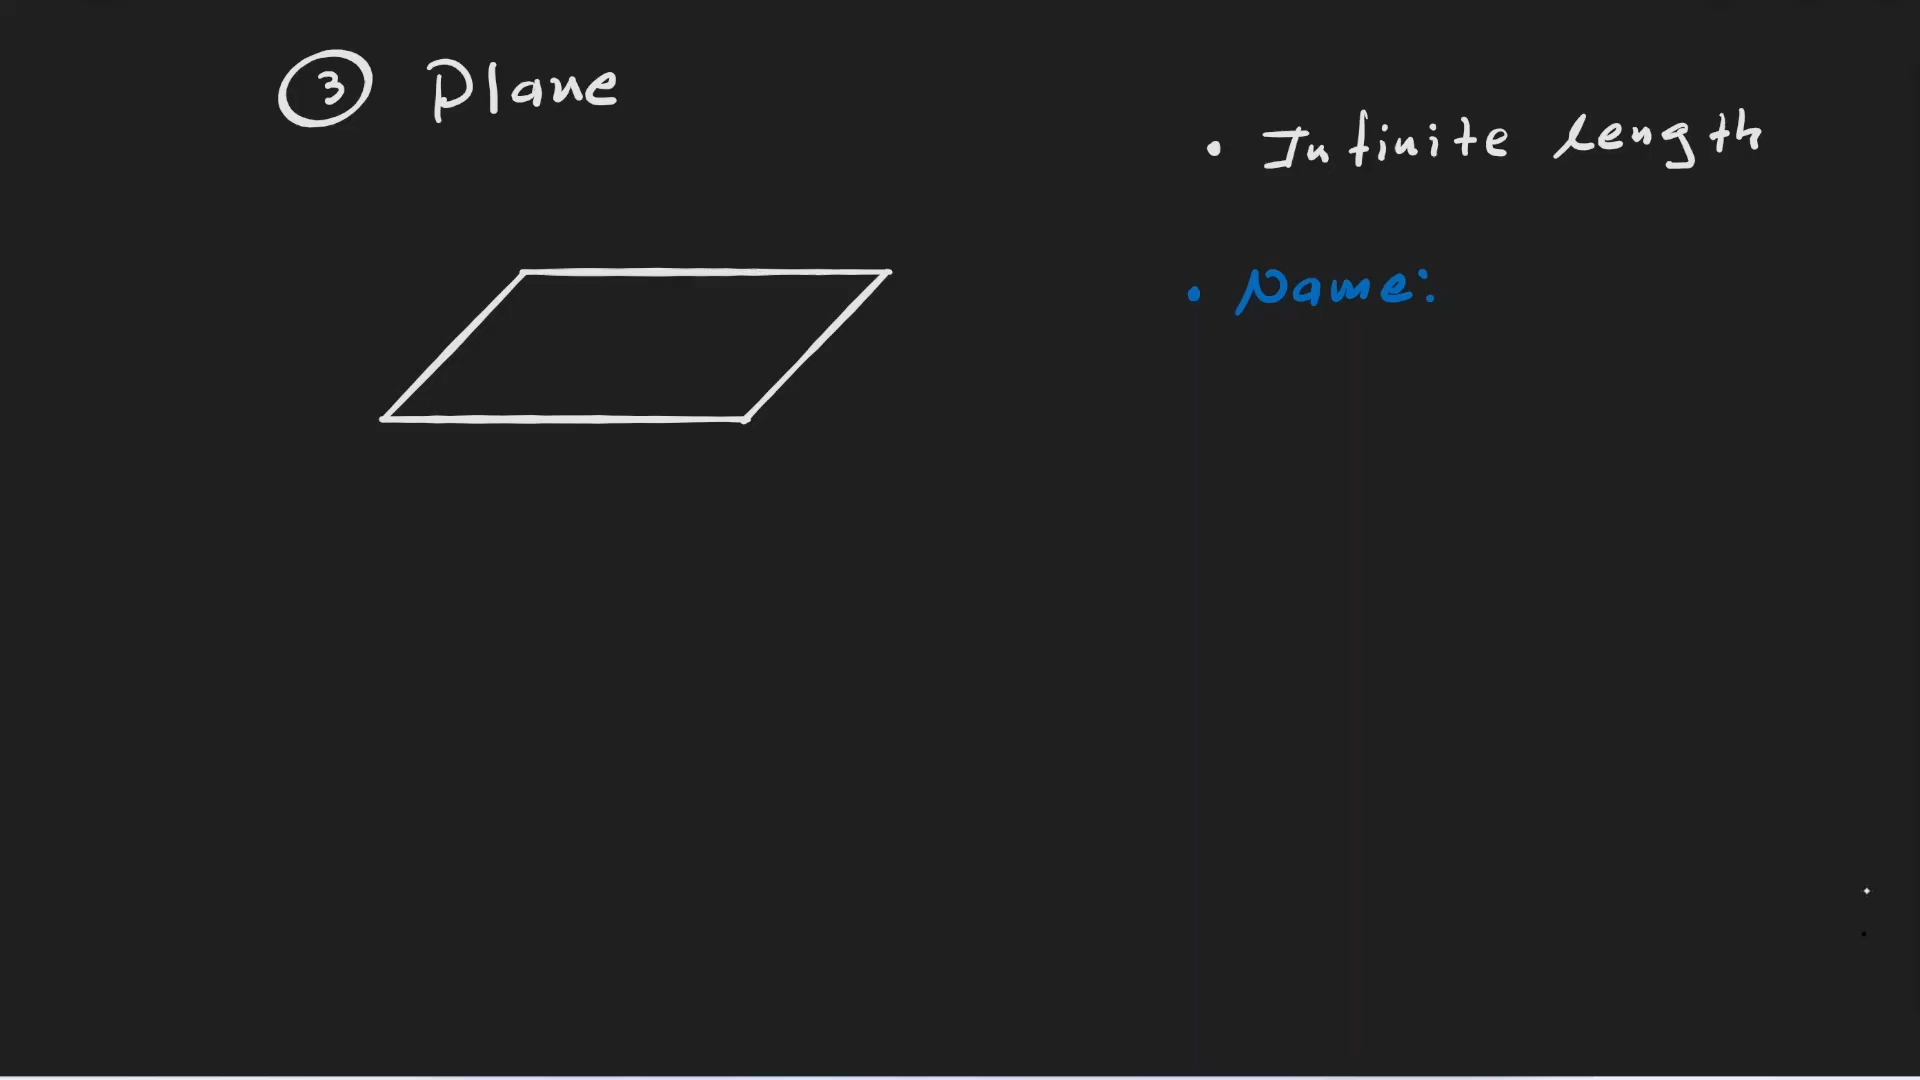 ③ Plane
• Infinite length
• Name: